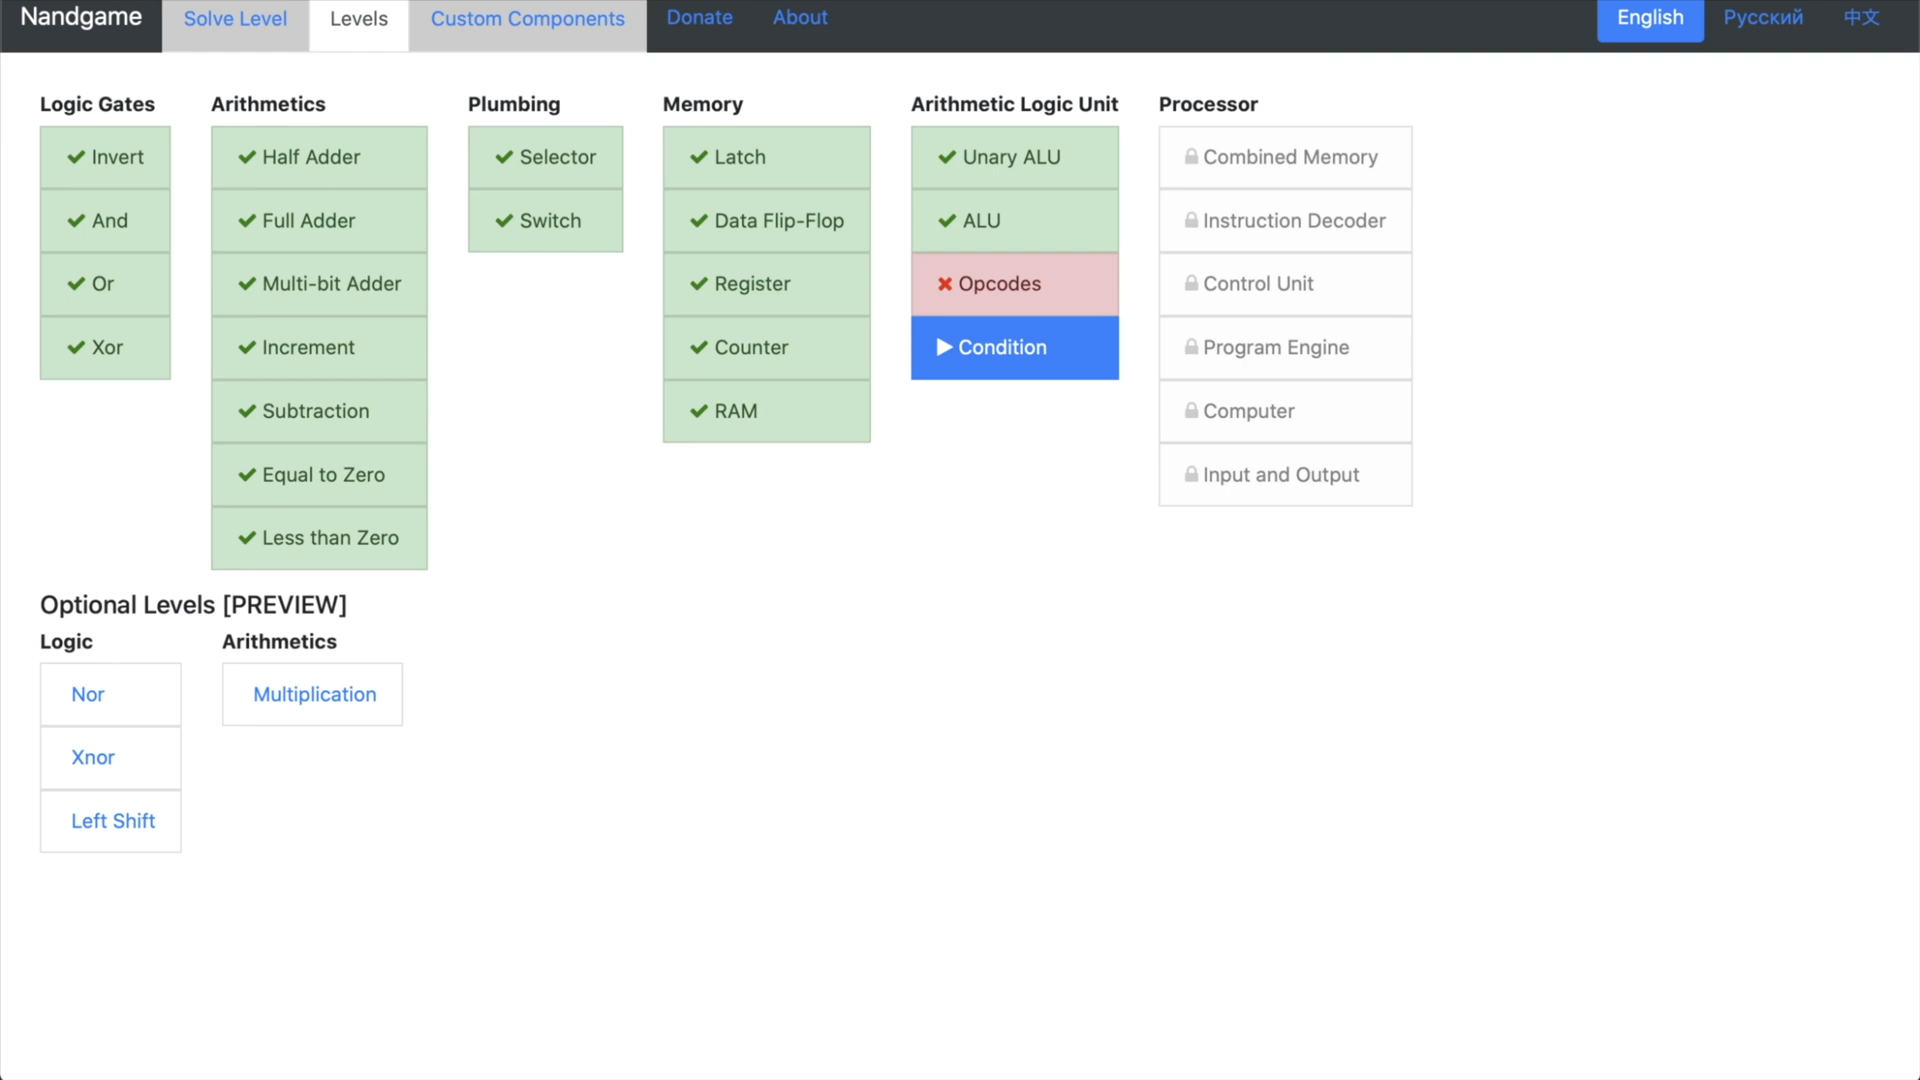 Nandgame
Solve Level
Levels
Custom Components
Donate
About
English
Русский
中文
Logic Gates
Invert
And
Or
Xor
Arithmetics
Half Adder
Full Adder
Multi-bit Adder
Increment
Subtraction
Equal to Zero
Less than Zero
Plumbing
Selector
Switch
Memory
Latch
Data Flip-Flop
Register
Counter
RAM
Arithmetic Logic Unit
Unary ALU
ALU
Opcodes
Condition
Processor
Combined Memory
Instruction Decoder
Control Unit
Program Engine
Computer
Input and Output
Optional Levels [PREVIEW]
Logic
Nor
Xnor
Left Shift
Arithmetics
Multiplication